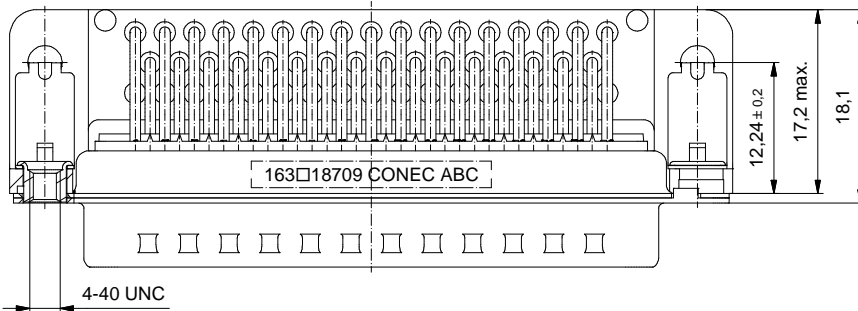 163□18709 CONEC ABC
12,24 ± 0,2
17,2 max.
18,1
4-40 UNC